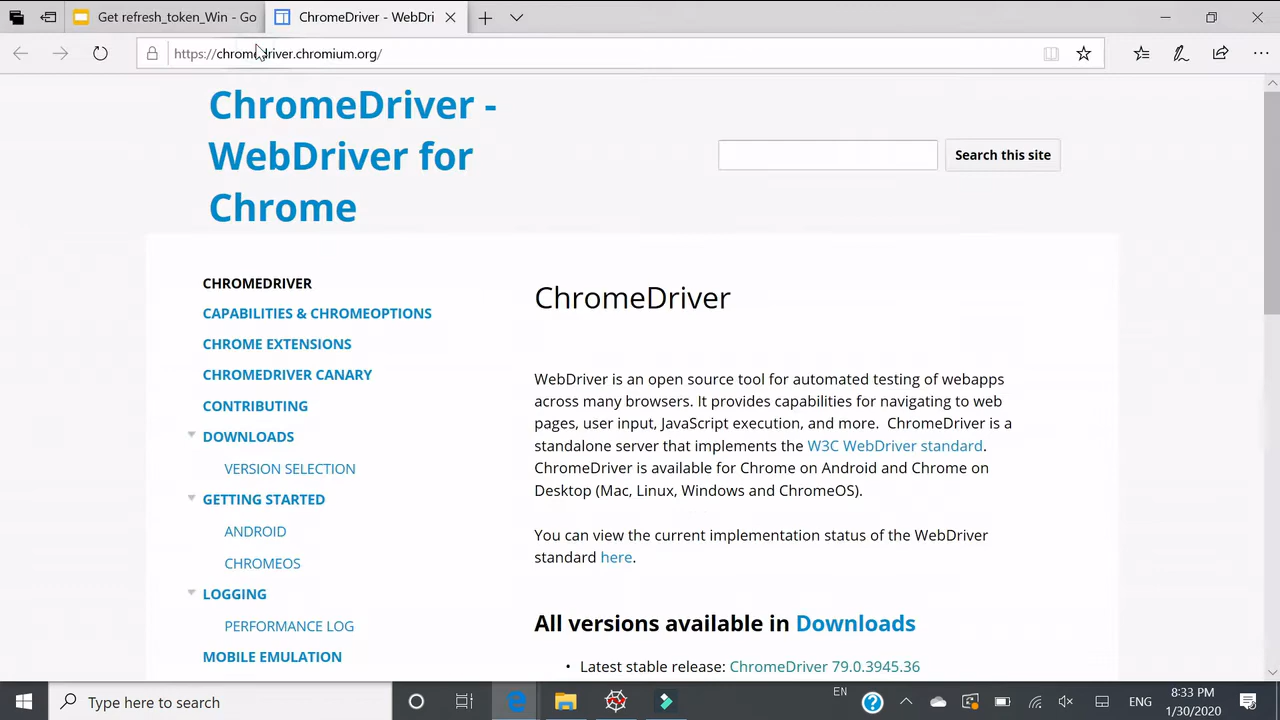 Get refresh_token_Win - Go
ChromeDriver - WebDri
https://chromedriver.chromium.org/
ChromeDriver -
WebDriver for
Chrome
Search this site
CHROMEDRIVER
CAPABILITIES & CHROMEOPTIONS
CHROME EXTENSIONS
CHROMEDRIVER CANARY
CONTRIBUTING
DOWNLOADS
VERSION SELECTION
GETTING STARTED
ANDROID
CHROMEOS
LOGGING
PERFORMANCE LOG
MOBILE EMULATION
ChromeDriver
WebDriver is an open source tool for automated testing of webapps
across many browsers. It provides capabilities for navigating to web
pages, user input, JavaScript execution, and more.  ChromeDriver is a
standalone server that implements the W3C WebDriver standard.
ChromeDriver is available for Chrome on Android and Chrome on
Desktop (Mac, Linux, Windows and ChromeOS).
You can view the current implementation status of the WebDriver
standard here.
All versions available in Downloads
• Latest stable release: ChromeDriver 79.0.3945.36
Type here to search
EN
ENG
8:33 PM
1/30/2020